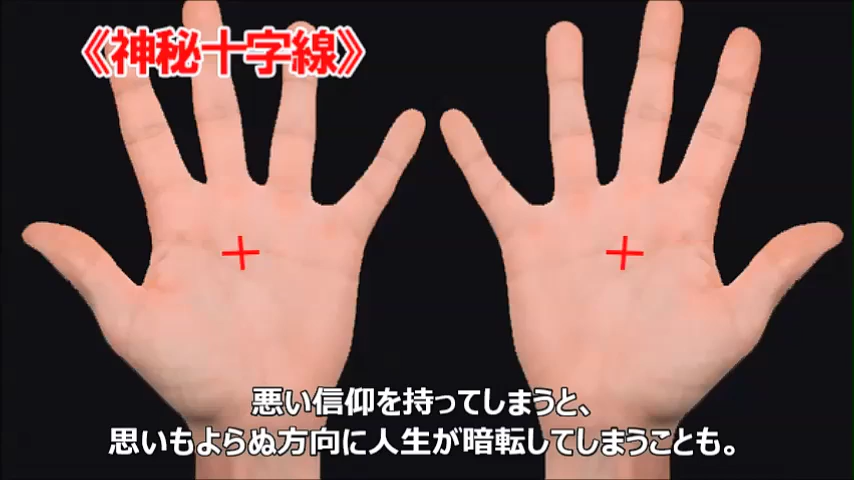 《神秘十字線》
悪い信仰を持ってしまうと、
思いもよらぬ方向に人生が暗転してしまうことも。